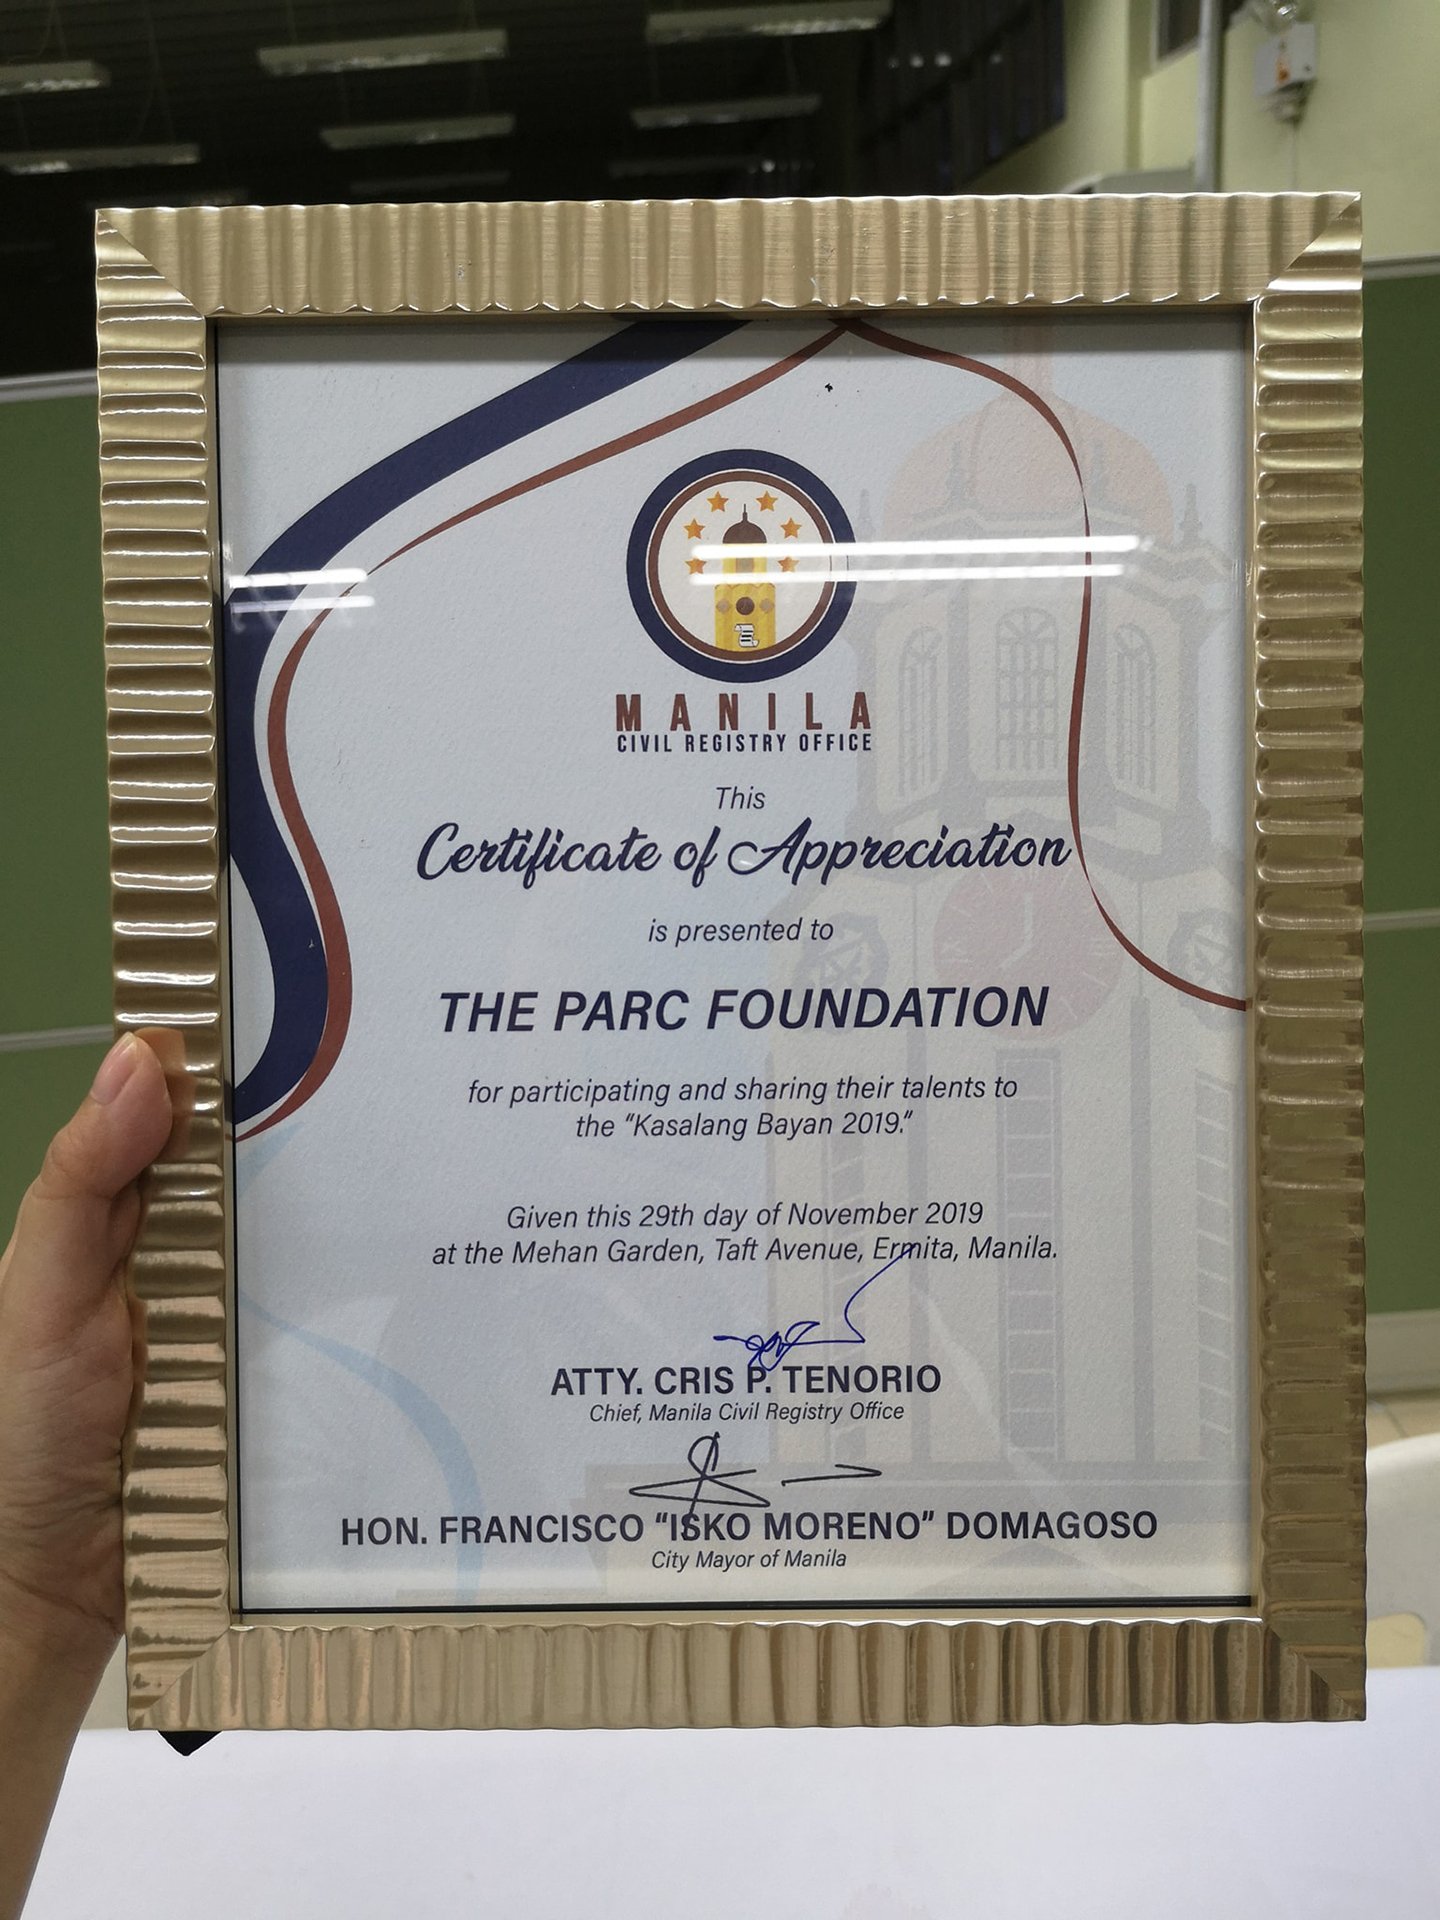 MANILA
CIVIL REGISTRY OFFICE
This
Certificate of Appreciation
is presented to
THE PARC FOUNDATION
for participating and sharing their talents to
the “Kasalang Bayan 2019.”
Given this 29th day of November 2019
at the Mehan Garden, Taft Avenue, Ermita, Manila.
ATTY. CRIS P. TENORIO
Chief, Manila Civil Registry Office
HON. FRANCISCO “ISKO MORENO” DOMAGOSO
City Mayor of Manila